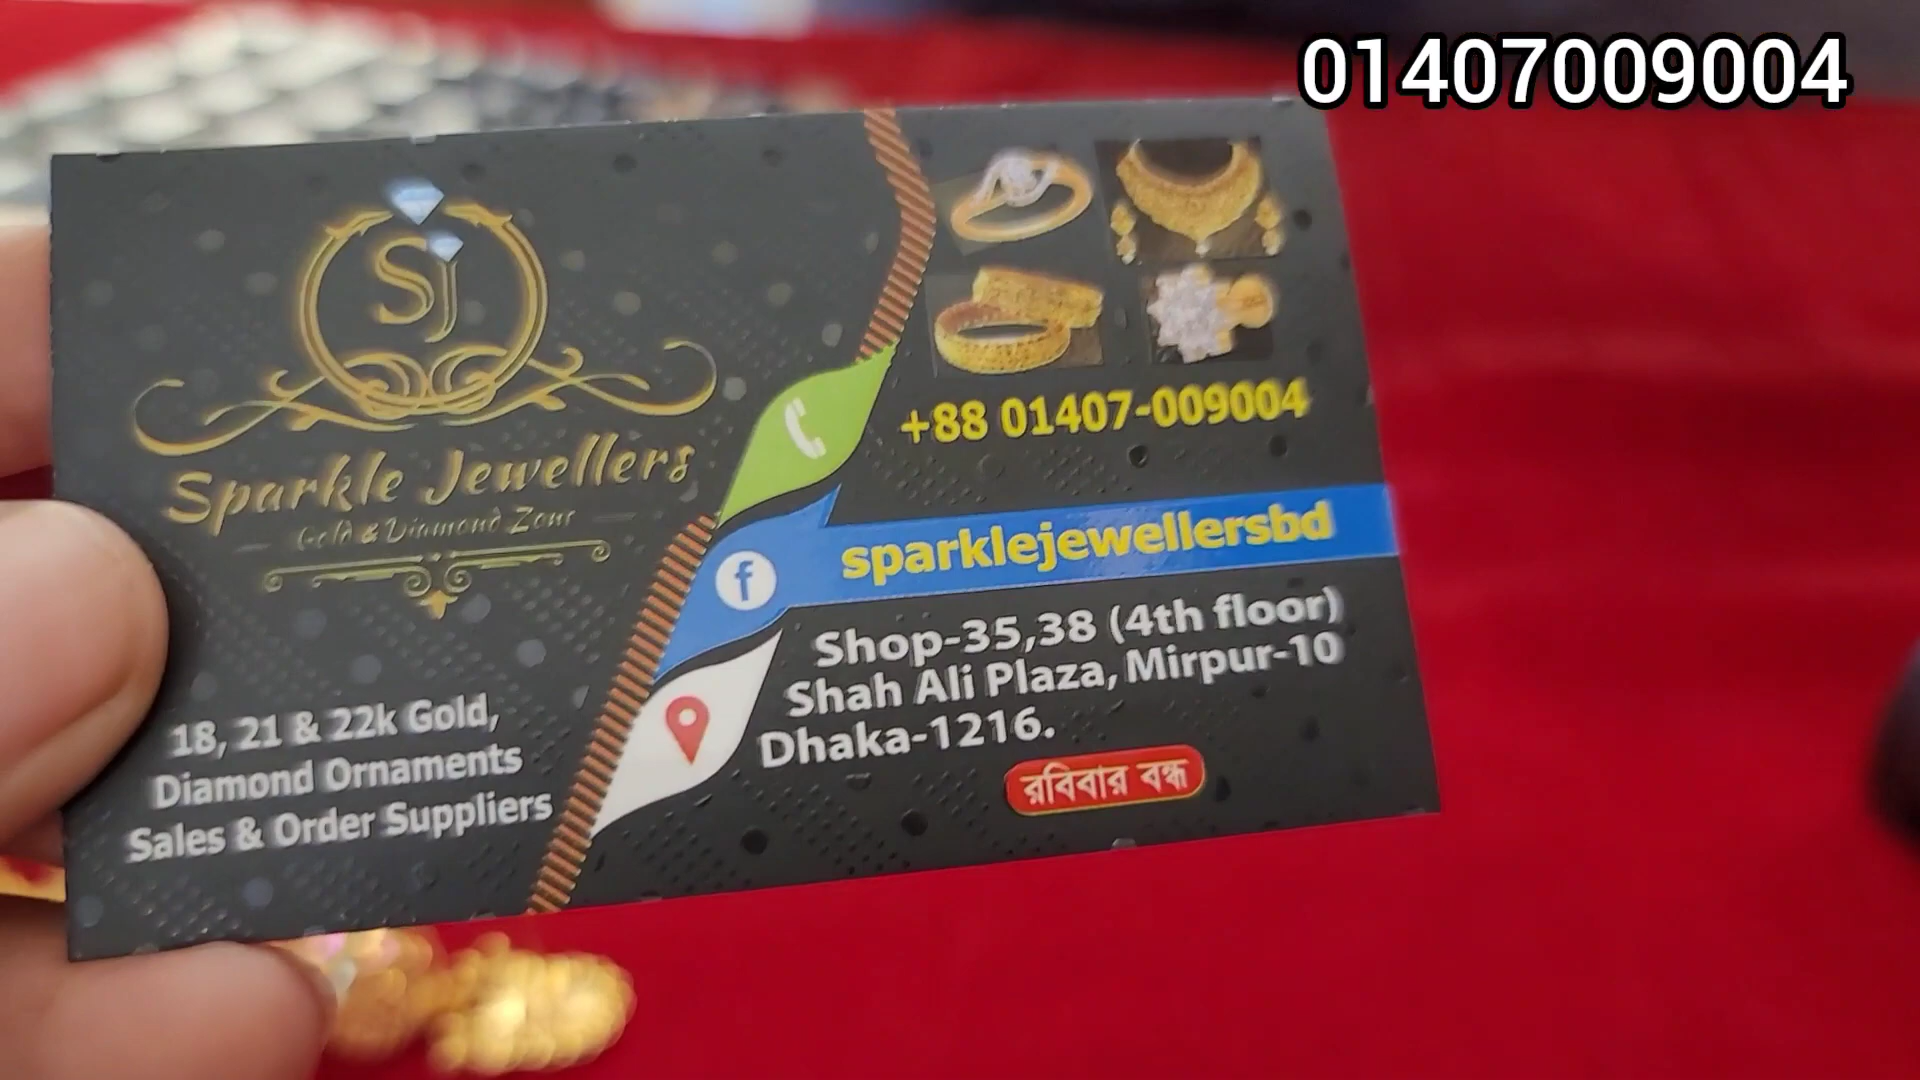 01407009004
SJ
Sparkle Jewellers
Gold & Diamond Zone
18, 21 & 22k Gold,
Diamond Ornaments
Sales & Order Suppliers
+88 01407-009004
f
sparklejewellersbd
Shop-35,38 (4th floor)
Shah Ali Plaza, Mirpur-10
Dhaka-1216.
রবিবার বন্ধ